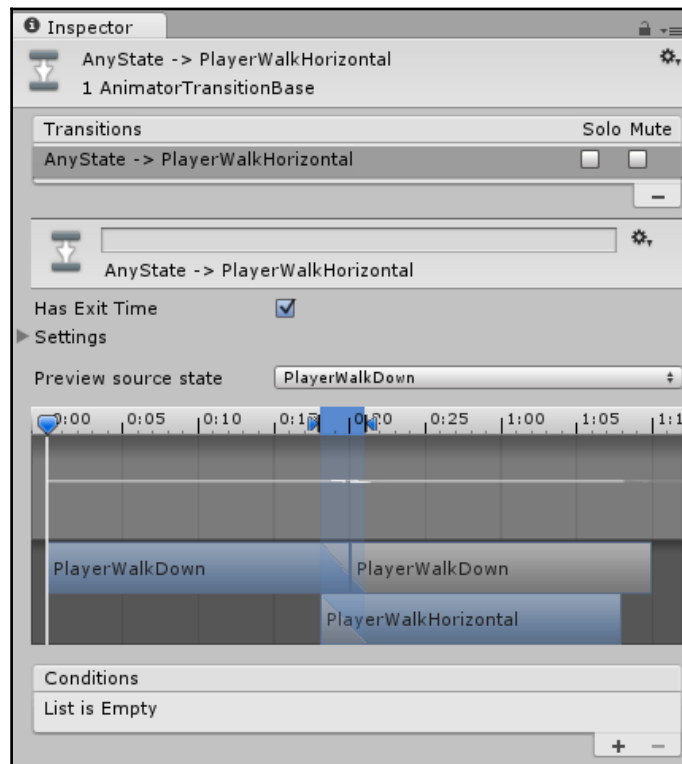 Inspector
AnyState -> PlayerWalkHorizontal
1 AnimatorTransitionBase
Transitions Solo Mute
AnyState -> PlayerWalkHorizontal
AnyState -> PlayerWalkHorizontal
Has Exit Time
Settings
Preview source state PlayerWalkDown
0:05 0:10 0:25 1:00 1:05
PlayerWalkDown PlayerWalkDown
PlayerWalkHorizontal
Conditions
List is Empty